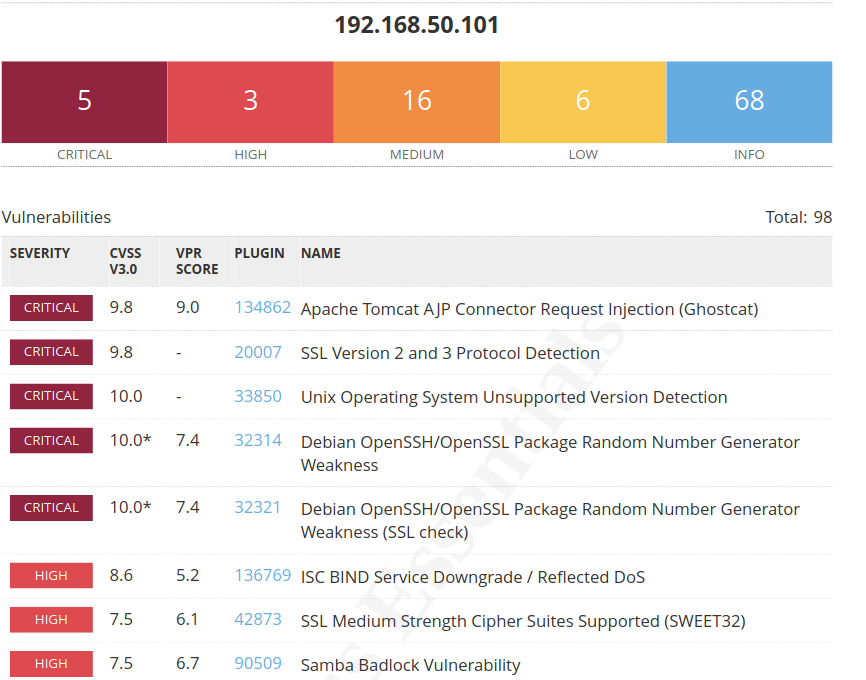 192.168.50.101
5 3 16 6 68
CRITICAL HIGH MEDIUM LOW INFO
Vulnerabilities Total: 98
SEVERITY CVSS V3.0 VPR SCORE PLUGIN NAME
CRITICAL 9.8 9.0 134862 Apache Tomcat AJP Connector Request Injection (Ghostcat)
CRITICAL 9.8 - 20007 SSL Version 2 and 3 Protocol Detection
CRITICAL 10.0 - 33850 Unix Operating System Unsupported Version Detection
CRITICAL 10.0* 7.4 32314 Debian OpenSSH/OpenSSL Package Random Number Generator
Weakness
CRITICAL 10.0* 7.4 32321 Debian OpenSSH/OpenSSL Package Random Number Generator
Weakness (SSL check)
HIGH 8.6 5.2 136769 ISC BIND Service Downgrade / Reflected DoS
HIGH 7.5 6.1 42873 SSL Medium Strength Cipher Suites Supported (SWEET32)
HIGH 7.5 6.7 90509 Samba Badlock Vulnerability
s Essentials